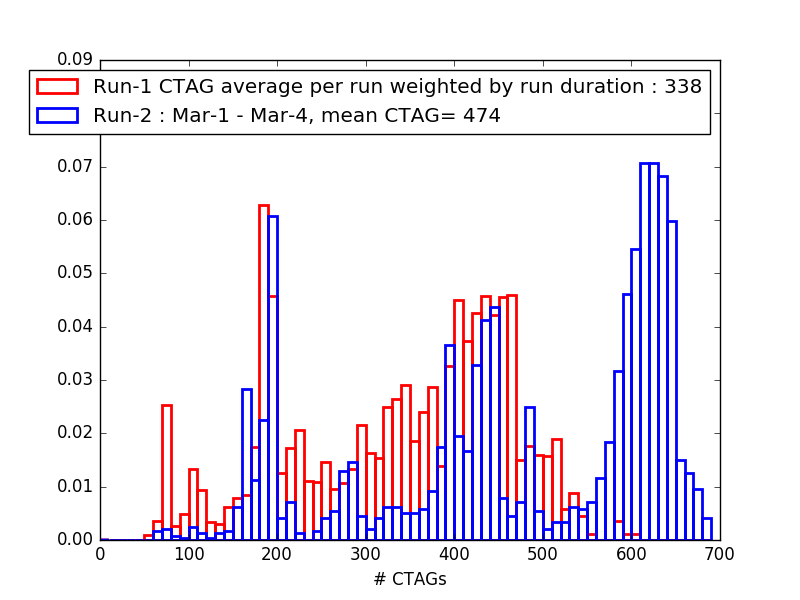 0.09
Run-1 CTAG average per run weighted by run duration : 338
Run-2 : Mar-1 - Mar-4, mean CTAG= 474
0.07
0.06
0.05
0.04
0.03
0.02
0.01
0.00
0 100 200 300 400 500 600 700
# CTAGs